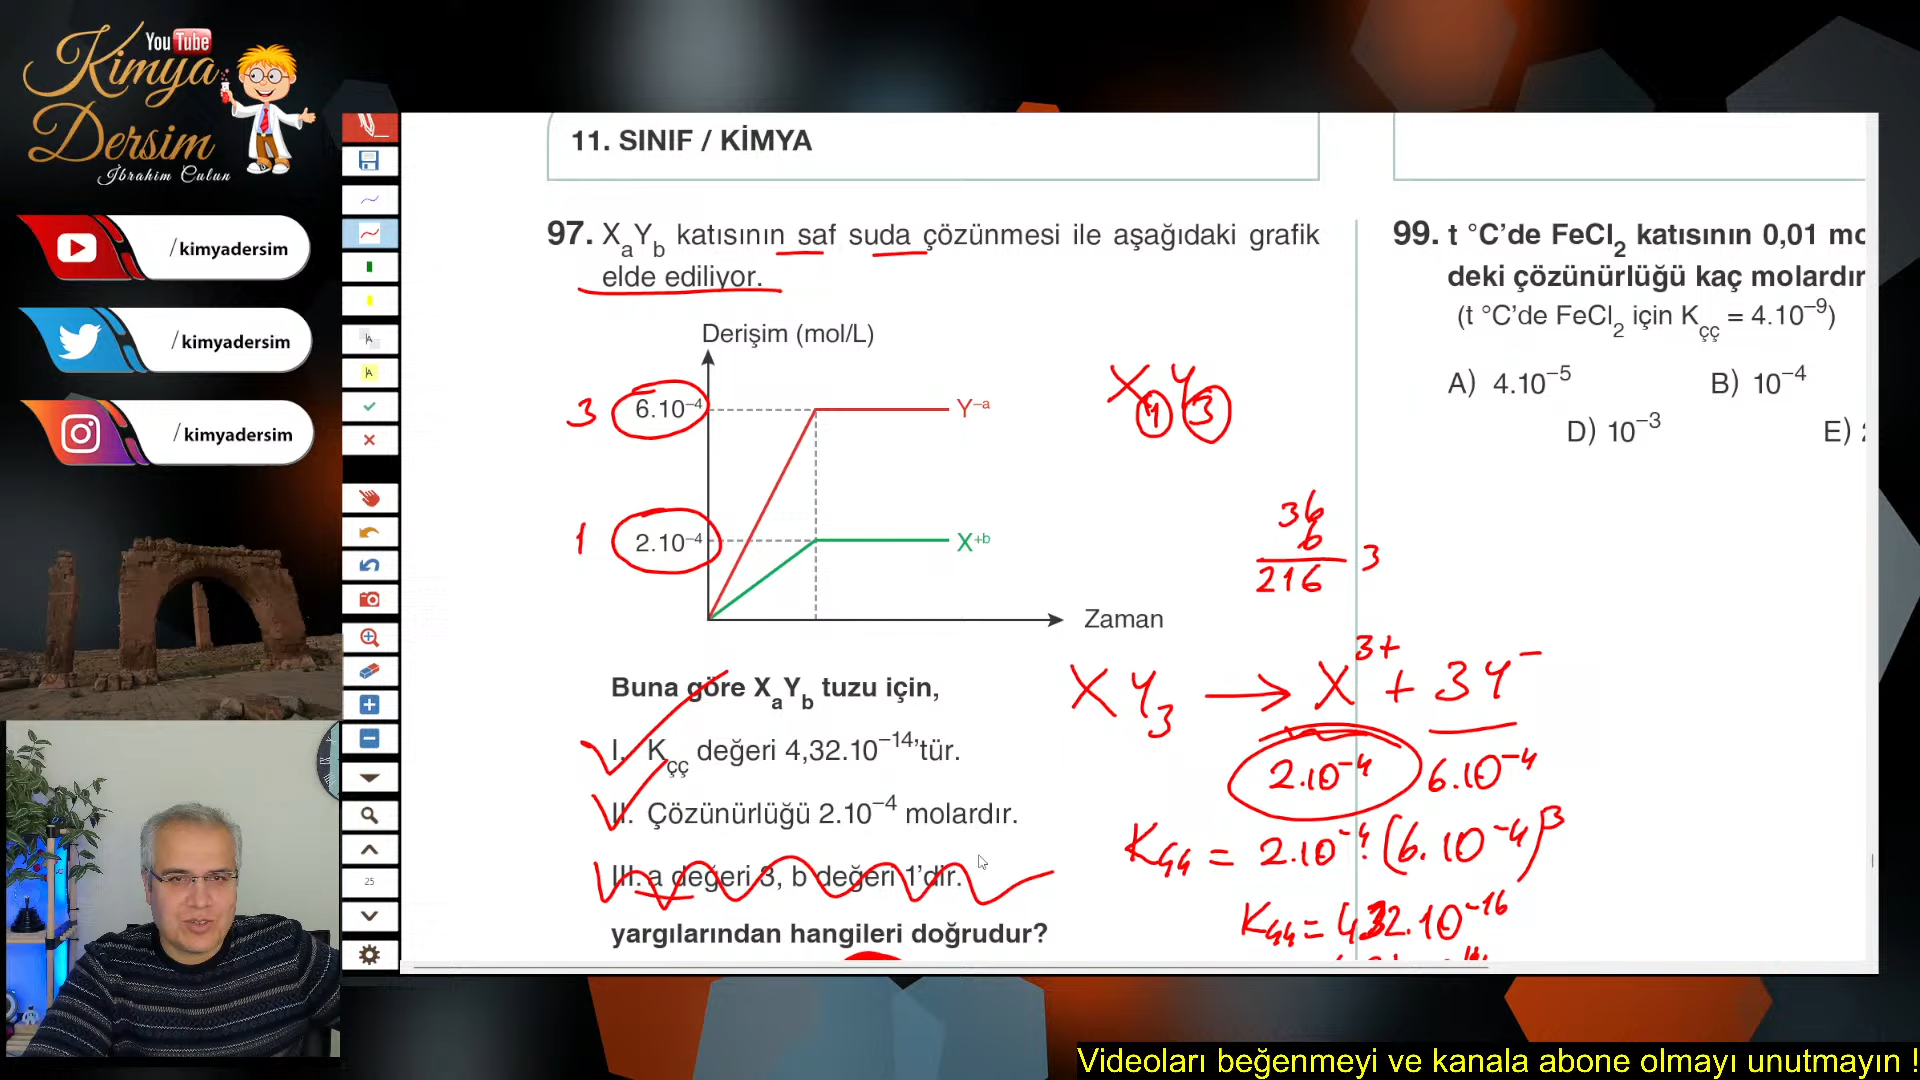 You Tube
Kimya
Dersim
İbrahim Culun
/kimyadersim
/kimyadersim
/kimyadersim
11. SINIF / KİMYA
97. XaYb katısının saf suda çözünmesi ile aşağıdaki grafik
elde ediliyor.
Derişim (mol/L)
3 6.10⁻⁴
Y⁻ᵃ
1 2.10⁻⁴
X⁺ᵇ
Zaman
X₁Y₃
36
6
216 3
XY₃ → X³⁺ + 3Y⁻
2.10⁻⁴ 6.10⁻⁴
Kçç = 2.10⁻⁴.(6.10⁻⁴)³
Kçç = 432.10⁻¹⁶
Buna göre XaYb tuzu için,
I. Kçç değeri 4,32.10⁻¹⁴'tür.
II. Çözünürlüğü 2.10⁻⁴ molardır.
III. a değeri 3, b değeri 1'dir.
yargılarından hangileri doğrudur?
99. t °C'de FeCl₂ katısının 0,01
deki çözünürlüğü kaç molardır
(t °C'de FeCl₂ için Kçç = 4.10⁻⁹)
A) 4.10⁻⁵ B) 10⁻⁴
D) 10⁻³ E)
25
Videoları beğenmeyi ve kanala abone olmayı unutmayın !